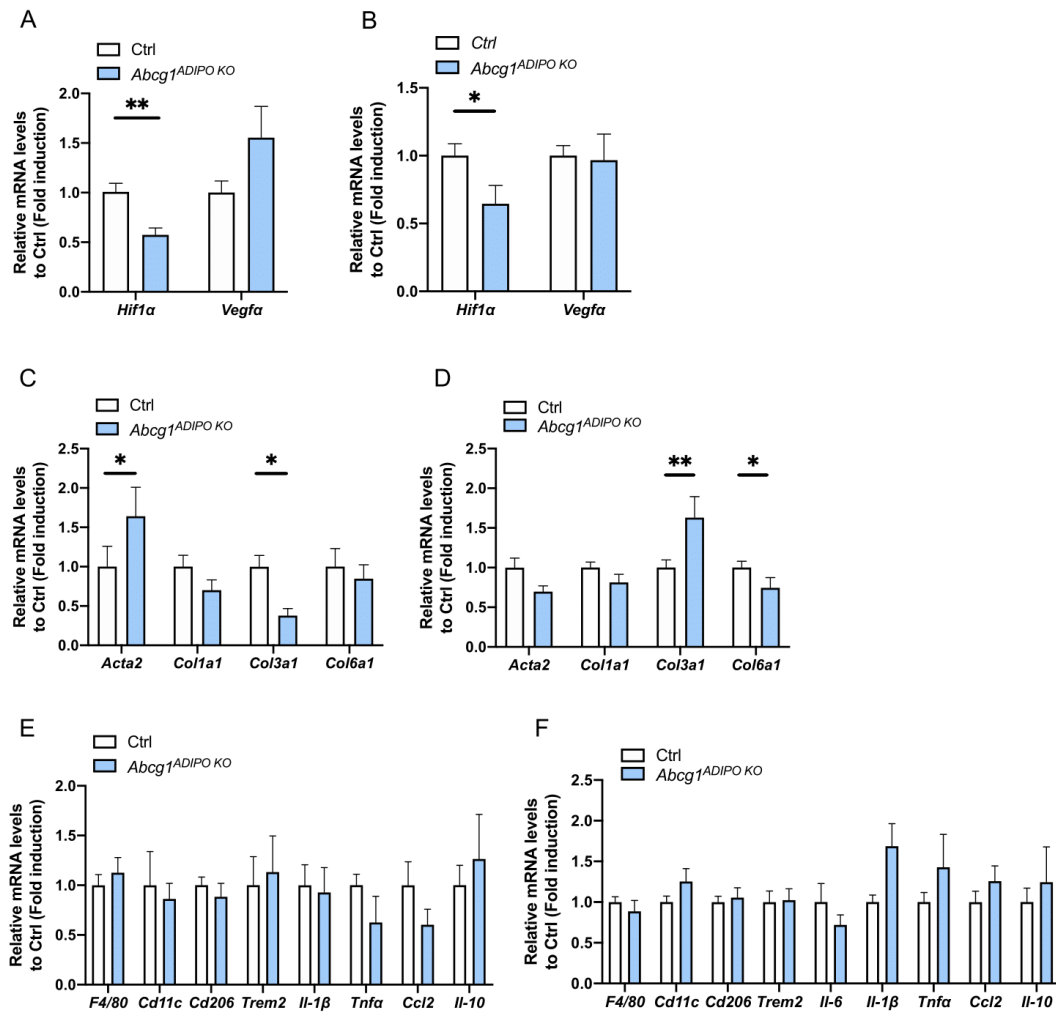 A
Ctrl
Abcg1ADIPO KO
Relative mRNA levels
to Ctrl (Fold induction)
2.0
1.5
1.0
0.5
0.0
**
Hif1α Vegfα
B
Ctrl
Abcg1ADIPO KO
Relative mRNA levels
to Ctrl (Fold induction)
1.5
1.0
0.5
0.0
*
Hif1α Vegfα
C
Ctrl
Abcg1ADIPO KO
Relative mRNA levels
to Ctrl (Fold induction)
2.5
2.0
1.5
1.0
0.5
0.0
* *
Acta2 Col1a1 Col3a1 Col6a1
D
Ctrl
Abcg1ADIPO KO
Relative mRNA levels
to Ctrl (Fold induction)
2.5
2.0
1.5
1.0
0.5
0.0
** *
Acta2 Col1a1 Col3a1 Col6a1
E
Ctrl
Abcg1ADIPO KO
Relative mRNA levels
to Ctrl (Fold induction)
2.0
1.5
1.0
0.5
0.0
F4/80 Cd11c Cd206 Trem2 Il-1β Tnfα Ccl2 Il-10
F
Ctrl
Abcg1ADIPO KO
Relative mRNA levels
to Ctrl (Fold induction)
2.5
2.0
1.5
1.0
0.5
0.0
F4/80 Cd11c Cd206 Trem2 Il-6 Il-1β Tnfα Ccl2 Il-10